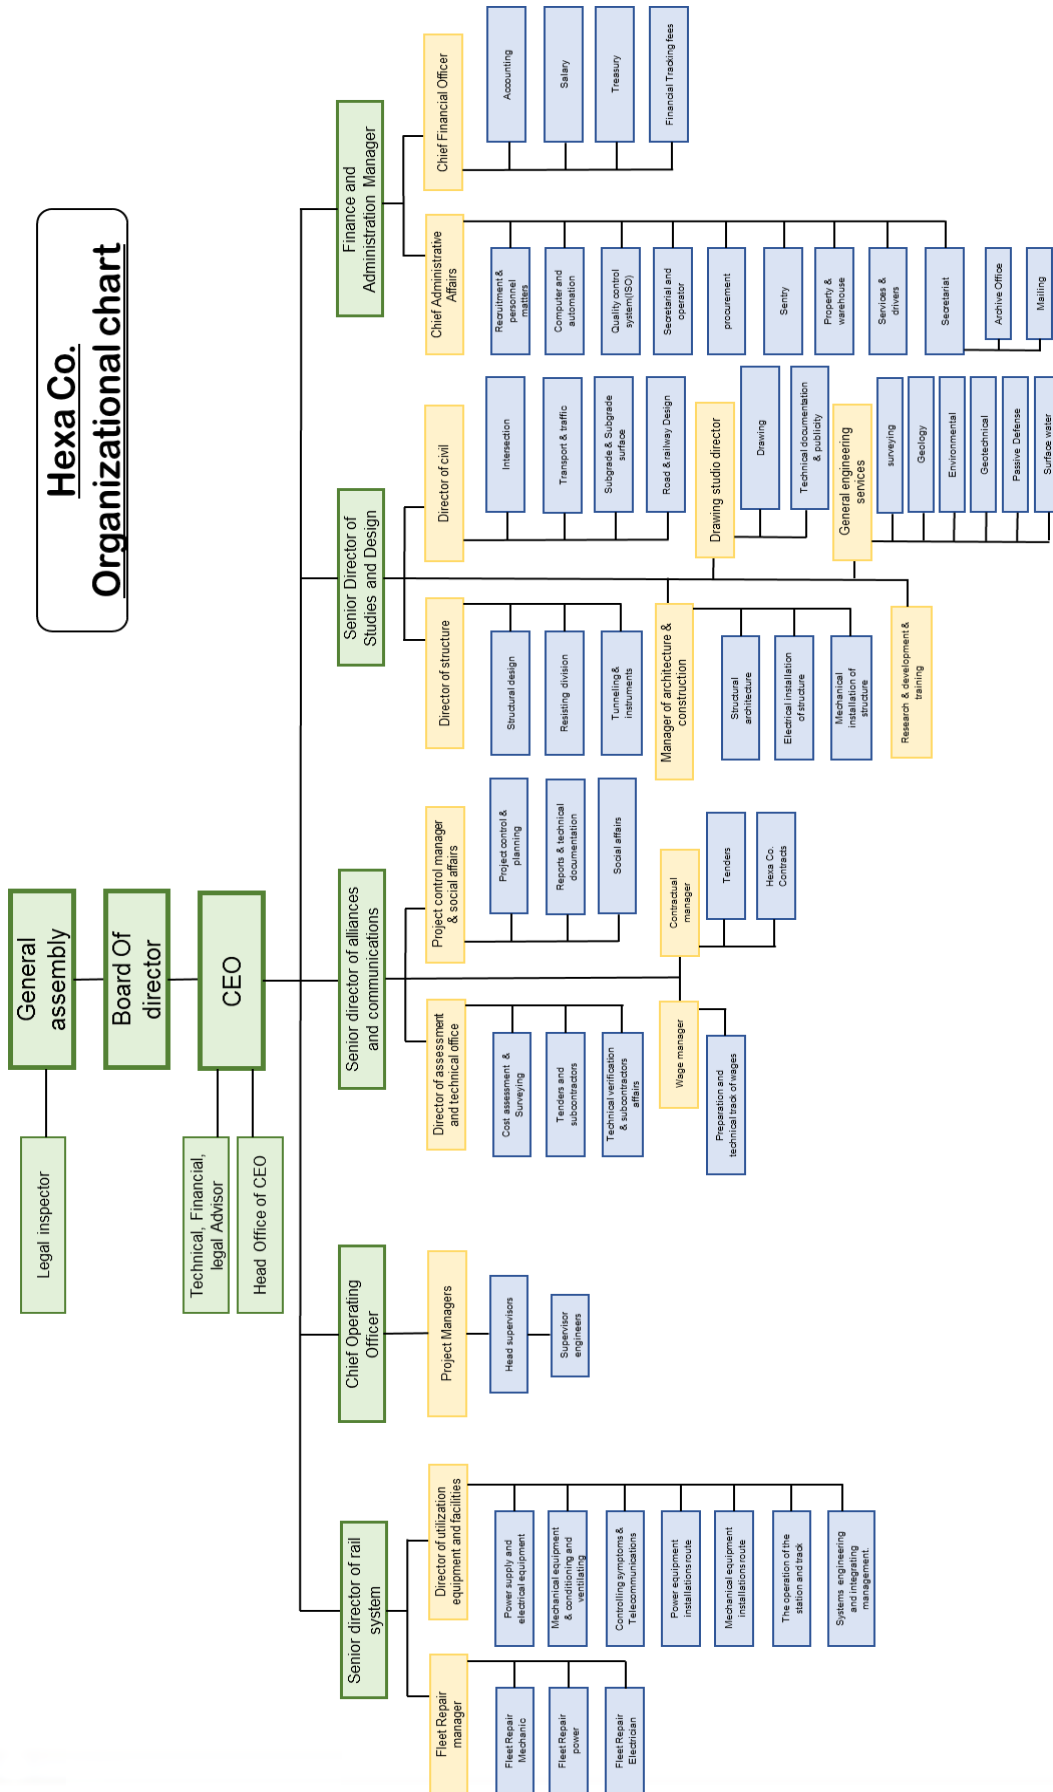 Hexa Co.
Organizational chart
General
assembly
Legal inspector
Board Of
director
CEO
Technical, Financial,
legal Advisor
Head Office of CEO
Senior director of rail
system
Chief Operating
Officer
Senior director of alliances
and communications
Senior Director of
Studies and Design
Finance and
Administration Manager
Fleet Repair
manager
Fleet Repair
Mechanic
Fleet Repair
power
Fleet Repair
Electrician
Director of utilization
equipment and facilities
Power supply and
electrical equipment
Mechanical equipment
& conditioning and
ventilating
Controlling symptoms &
Telecommunications
Power equipment
installations route
Mechanical equipment
installations route
The operation of the
station and track
Systems engineering
and integrating
management.
Project Managers
Head supervisors
Supervisor
engineers
Director of assessment
and technical office
Cost assessment &
Surveying
Tenders and
subcontractors
Technical verification
& subcontractors
affairs
Project control manager
& social affairs
Project control &
planning
Reports & technical
documentation
Social affairs
Wage manager
Preparation and
technical track of wages
Contractual
manager
Tenders
Hexa Co.
Contracts
Director of structure
Structural design
Resisting division
Tunneling &
instruments
Director of civil
Intersection
Transport & traffic
Subgrade & Subgrade
surface
Road & railway Design
Manager of architecture &
construction
Structural
architecture
Electrical installation
of structure
Mechanical
installation of
structure
Drawing studio director
Drawing
Technical documentation
& publicity
General engineering
services
surveying
Geology
Environmental
Geotechnical
Passive Defense
Surface water
Research & development &
training
Chief Administrative
Affairs
Recruitment &
personnel
matters
Computer and
automation
Quality control
system(ISO)
Secretarial and
operator
procurement
Sentry
Property &
warehouse
Services &
drivers
Secretariat
Archive Office
Mailing
Chief Financial Officer
Accounting
Salary
Treasury
Financial Tracking fees